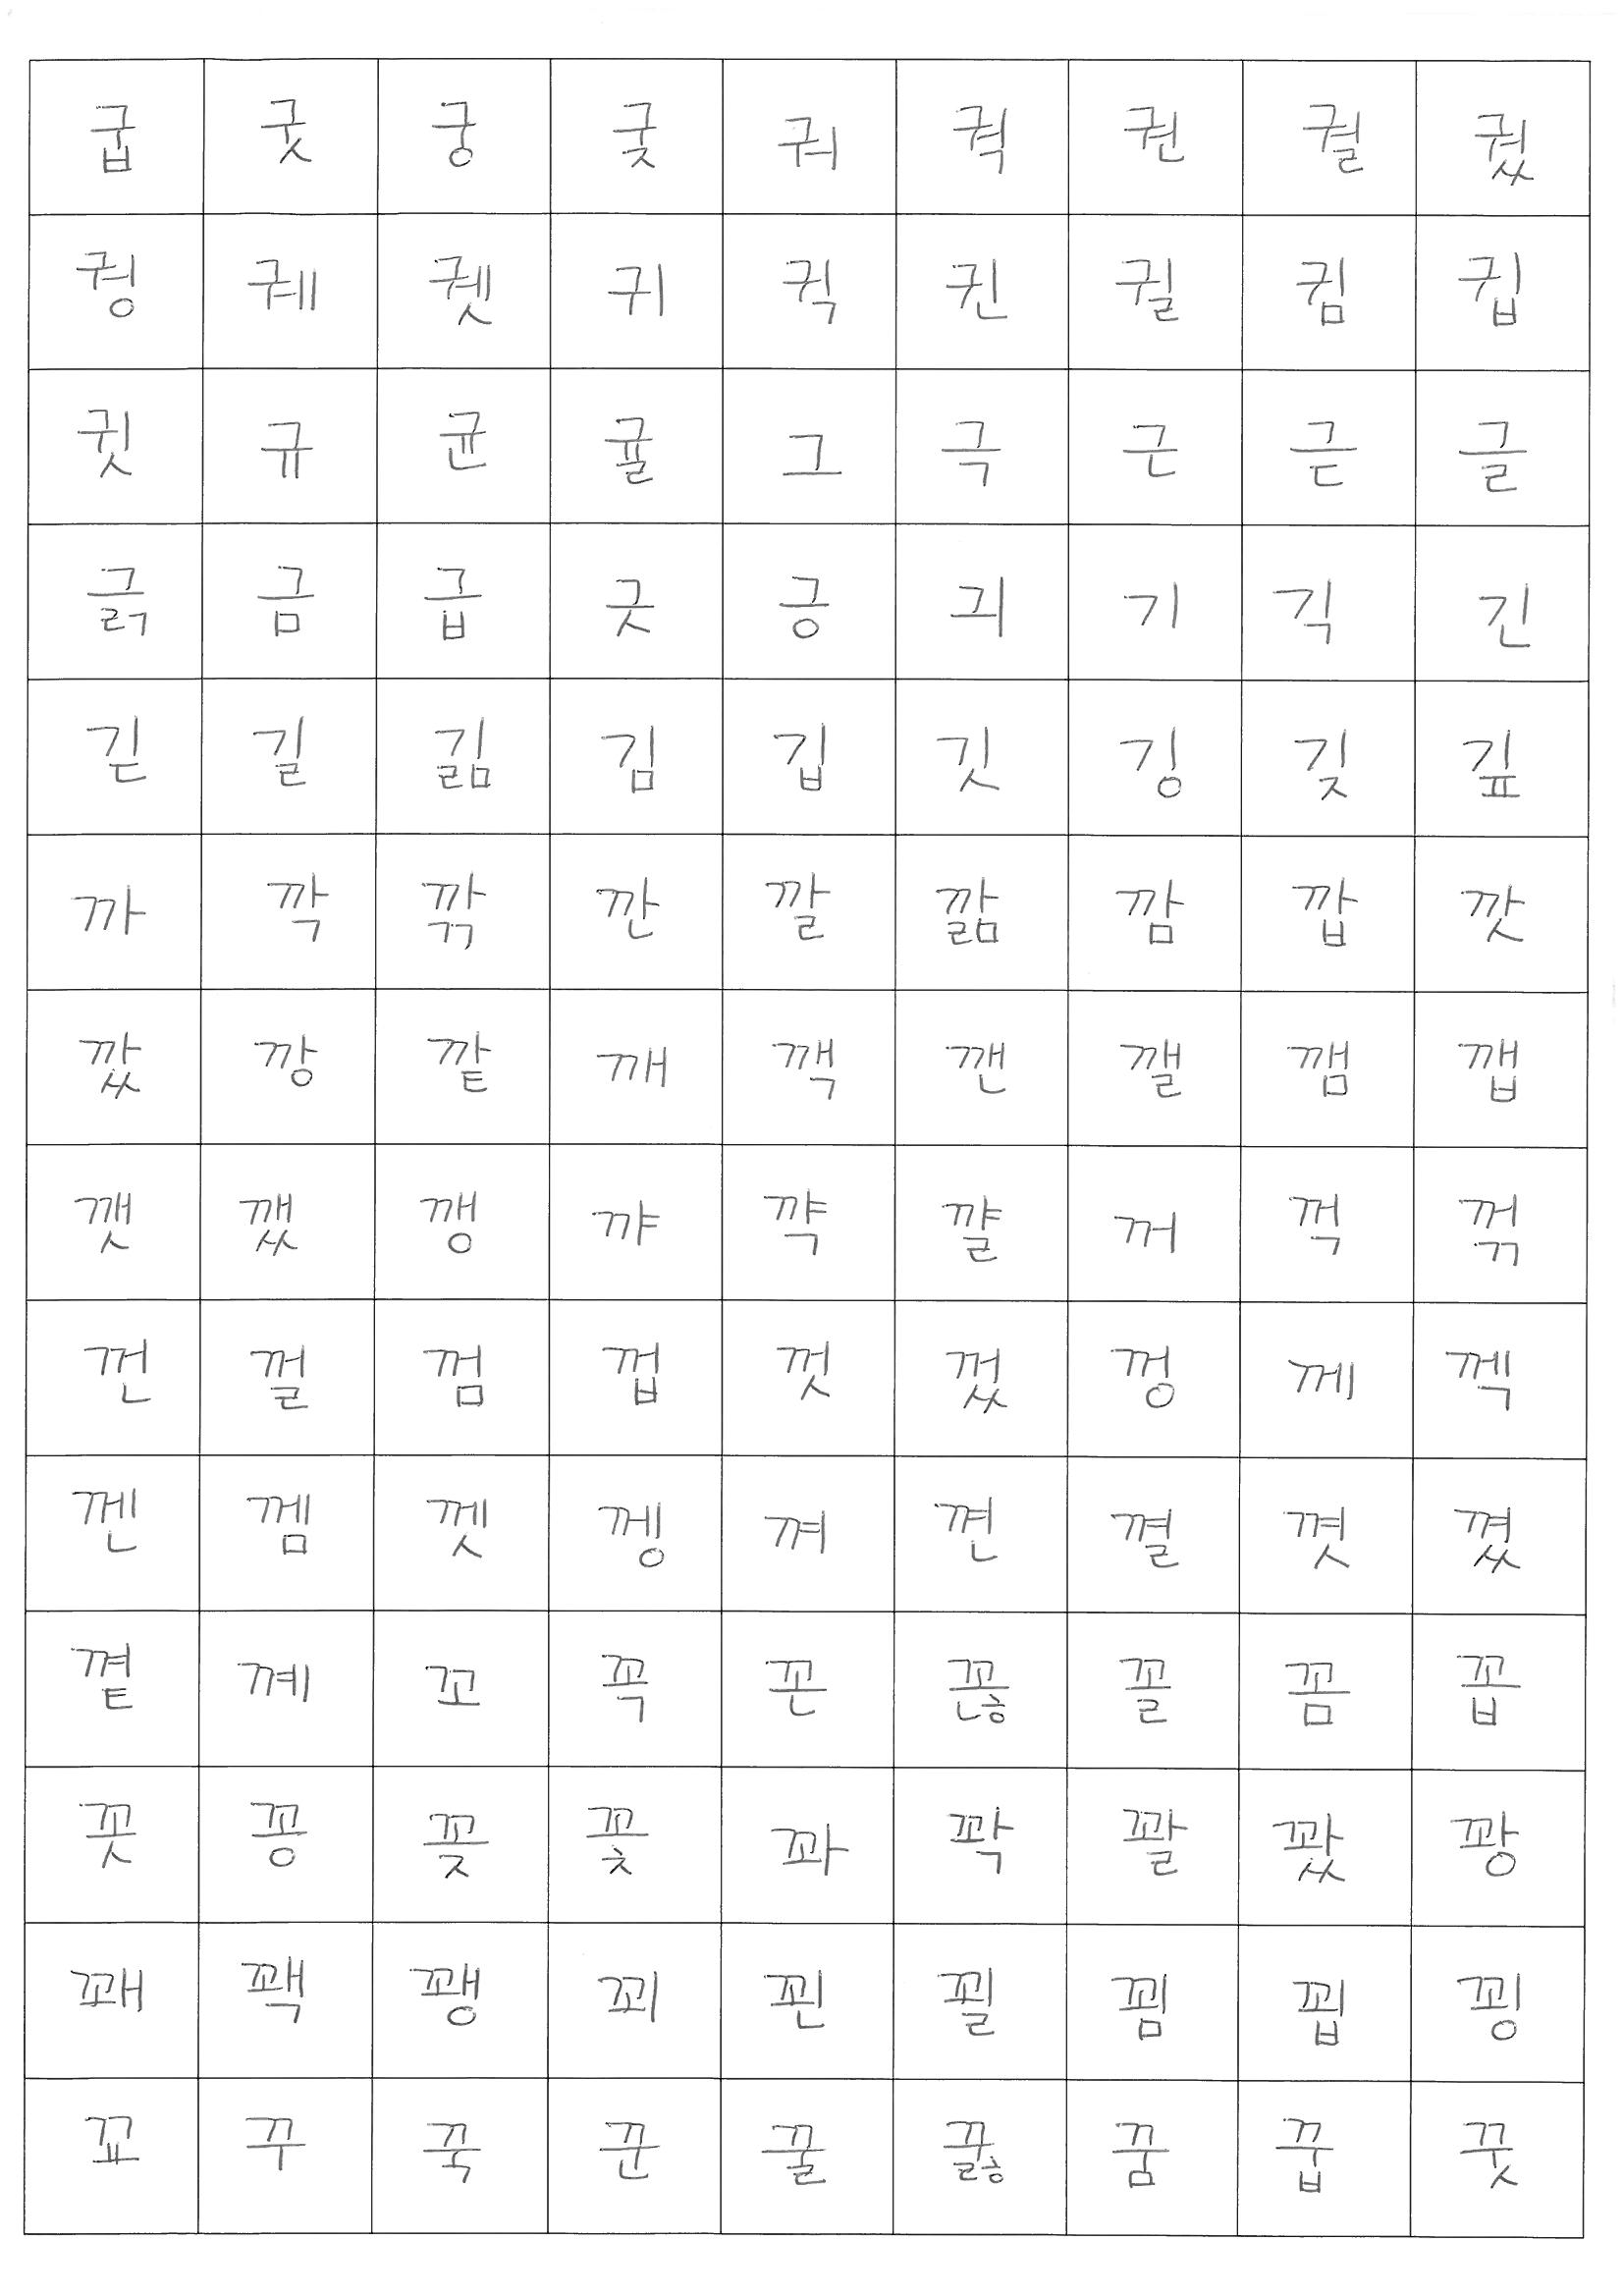 굽 굿 궁 궂 궈 궉 권 궐 궜
궝 궤 궷 귀 귁 귄 귈 귐 귑
귓 규 균 귤 그 극 근 귿 글
긁 금 급 긋 긍 긔 기 긱 긴
긷 길 긺 김 깁 깃 깅 깆 깊
까 깍 깎 깐 깔 깖 깜 깝 깟
깠 깡 깥 깨 깩 깬 깰 깸 깹
깻 깼 깽 꺄 꺅 꺌 꺼 꺽 꺾
껀 껄 껌 껍 껏 껐 껑 께 껙
껜 껨 껫 껭 껴 껸 꼇 꼈
꼍 꼐 꼬 꼭 꼰 꼲 꼴 꼼 꼽
꼿 꽁 꽂 꽃 꽈 꽉 꽐 꽜 꽝
꽤 꽥 꽹 꾀 꾄 꾈 꾐 꾑 꾕
꾜 꾸 꾹 꾼 꿀 꿇 꿈 꿉 꿋